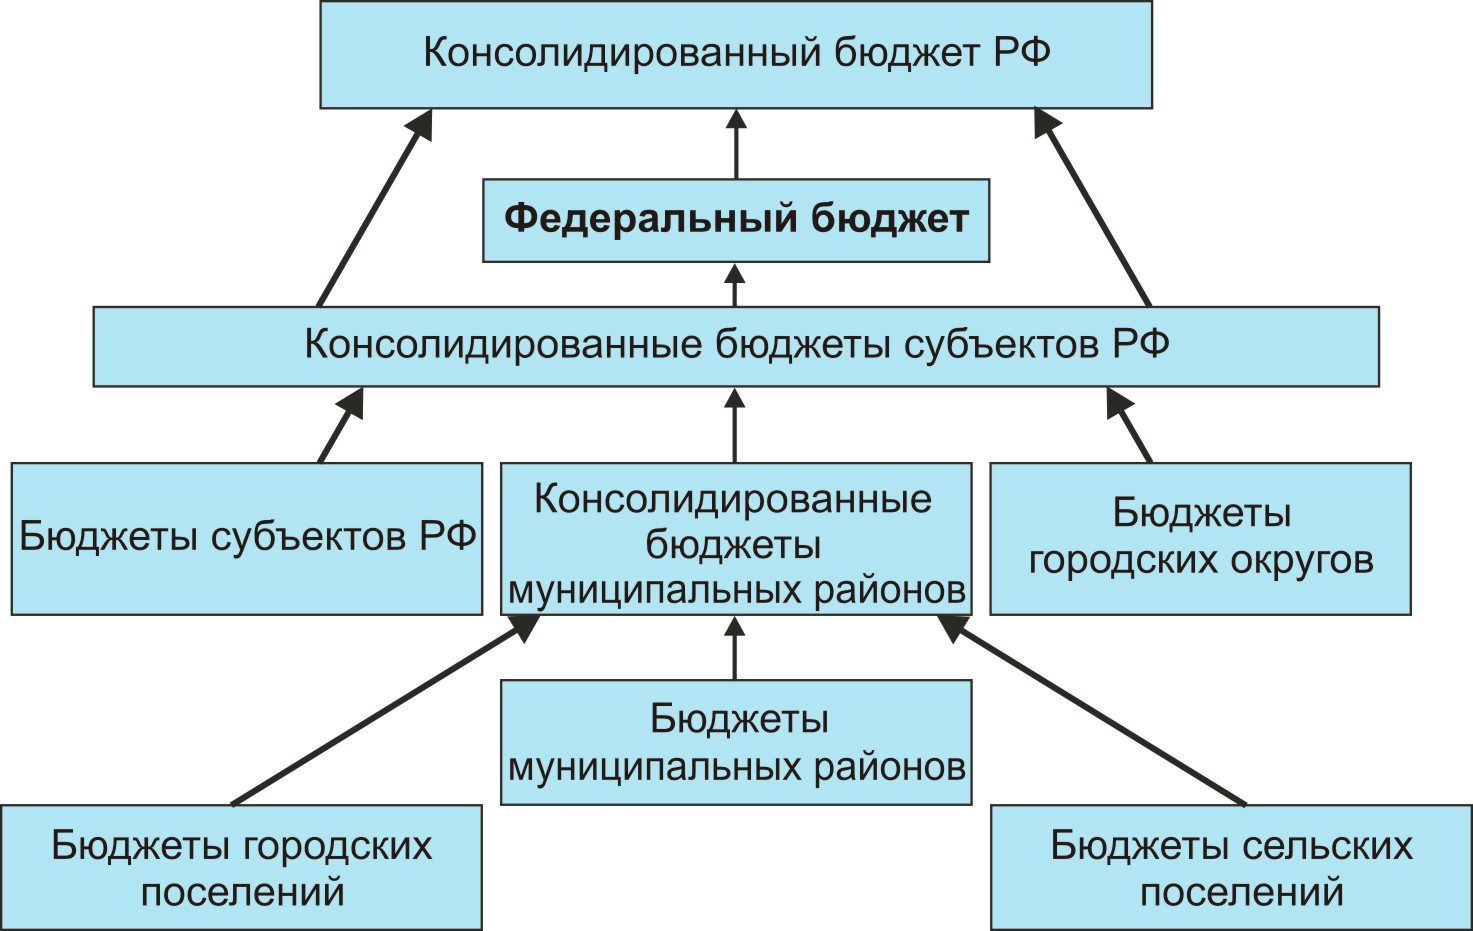 Консолидированный бюджет РФ
Федеральный бюджет
Консолидированные бюджеты субъектов РФ
Бюджеты субъектов РФ
Консолидированные
бюджеты
муниципальных районов
Бюджеты
городских округов
Бюджеты
муниципальных районов
Бюджеты городских
поселений
Бюджеты сельских
поселений